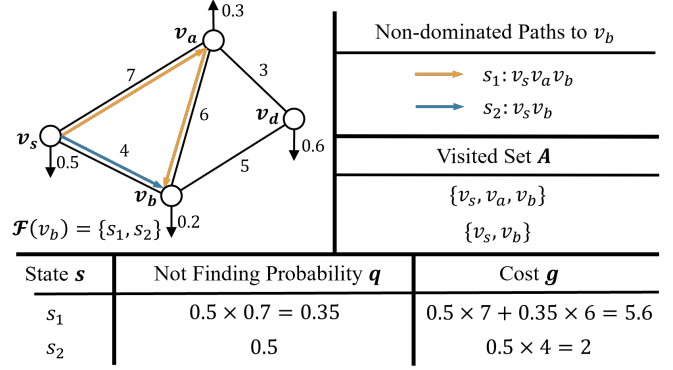 0.3
v_a
7
3
6
v_d
v_s
4
0.5
5
0.6
v_b
0.2
𝓕(v_b) = {s_1, s_2}
Non-dominated Paths to v_b
s_1: v_s v_a v_b
s_2: v_s v_b
Visited Set A
{v_s, v_a, v_b}
{v_s, v_b}
State s Not Finding Probability q Cost g
s_1 0.5 × 0.7 = 0.35 0.5 × 7 + 0.35 × 6 = 5.6
s_2 0.5 0.5 × 4 = 2